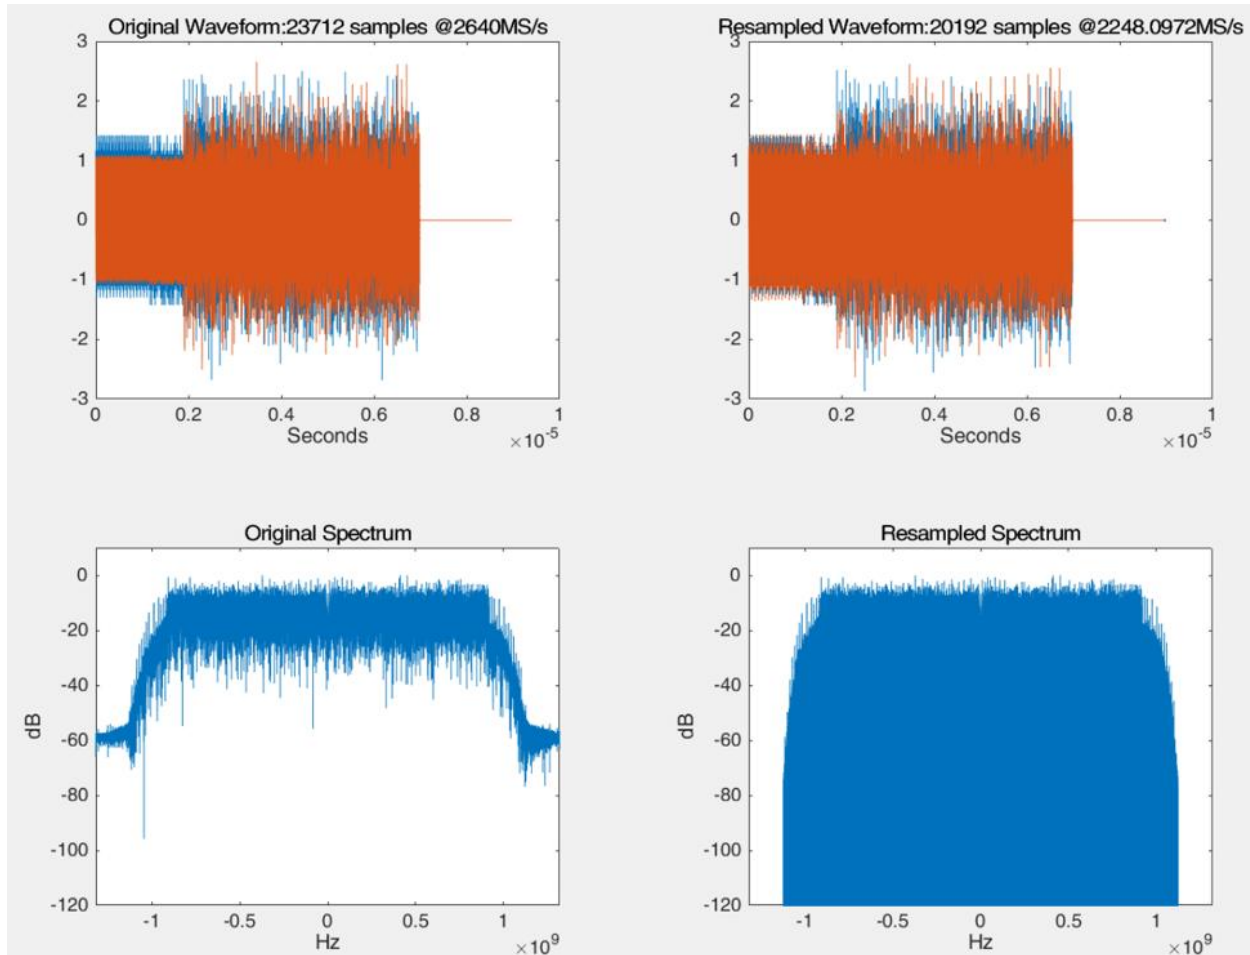 Original Waveform:23712 samples @2640MS/s
3
2
1
0
-1
-2
-3
0 0.2 0.4 0.6 0.8 1
Seconds
×10-5
Resampled Waveform:20192 samples @2248.0972MS/s
3
2
1
0
-1
-2
-3
0 0.2 0.4 0.6 0.8 1
Seconds
×10-5
Original Spectrum
0
-20
-40
-60
-80
-100
-120
dB
-1 -0.5 0 0.5 1
Hz
×10 9
Resampled Spectrum
0
-20
-40
-60
-80
-100
-120
dB
-1 -0.5 0 0.5 1
Hz
×10 9